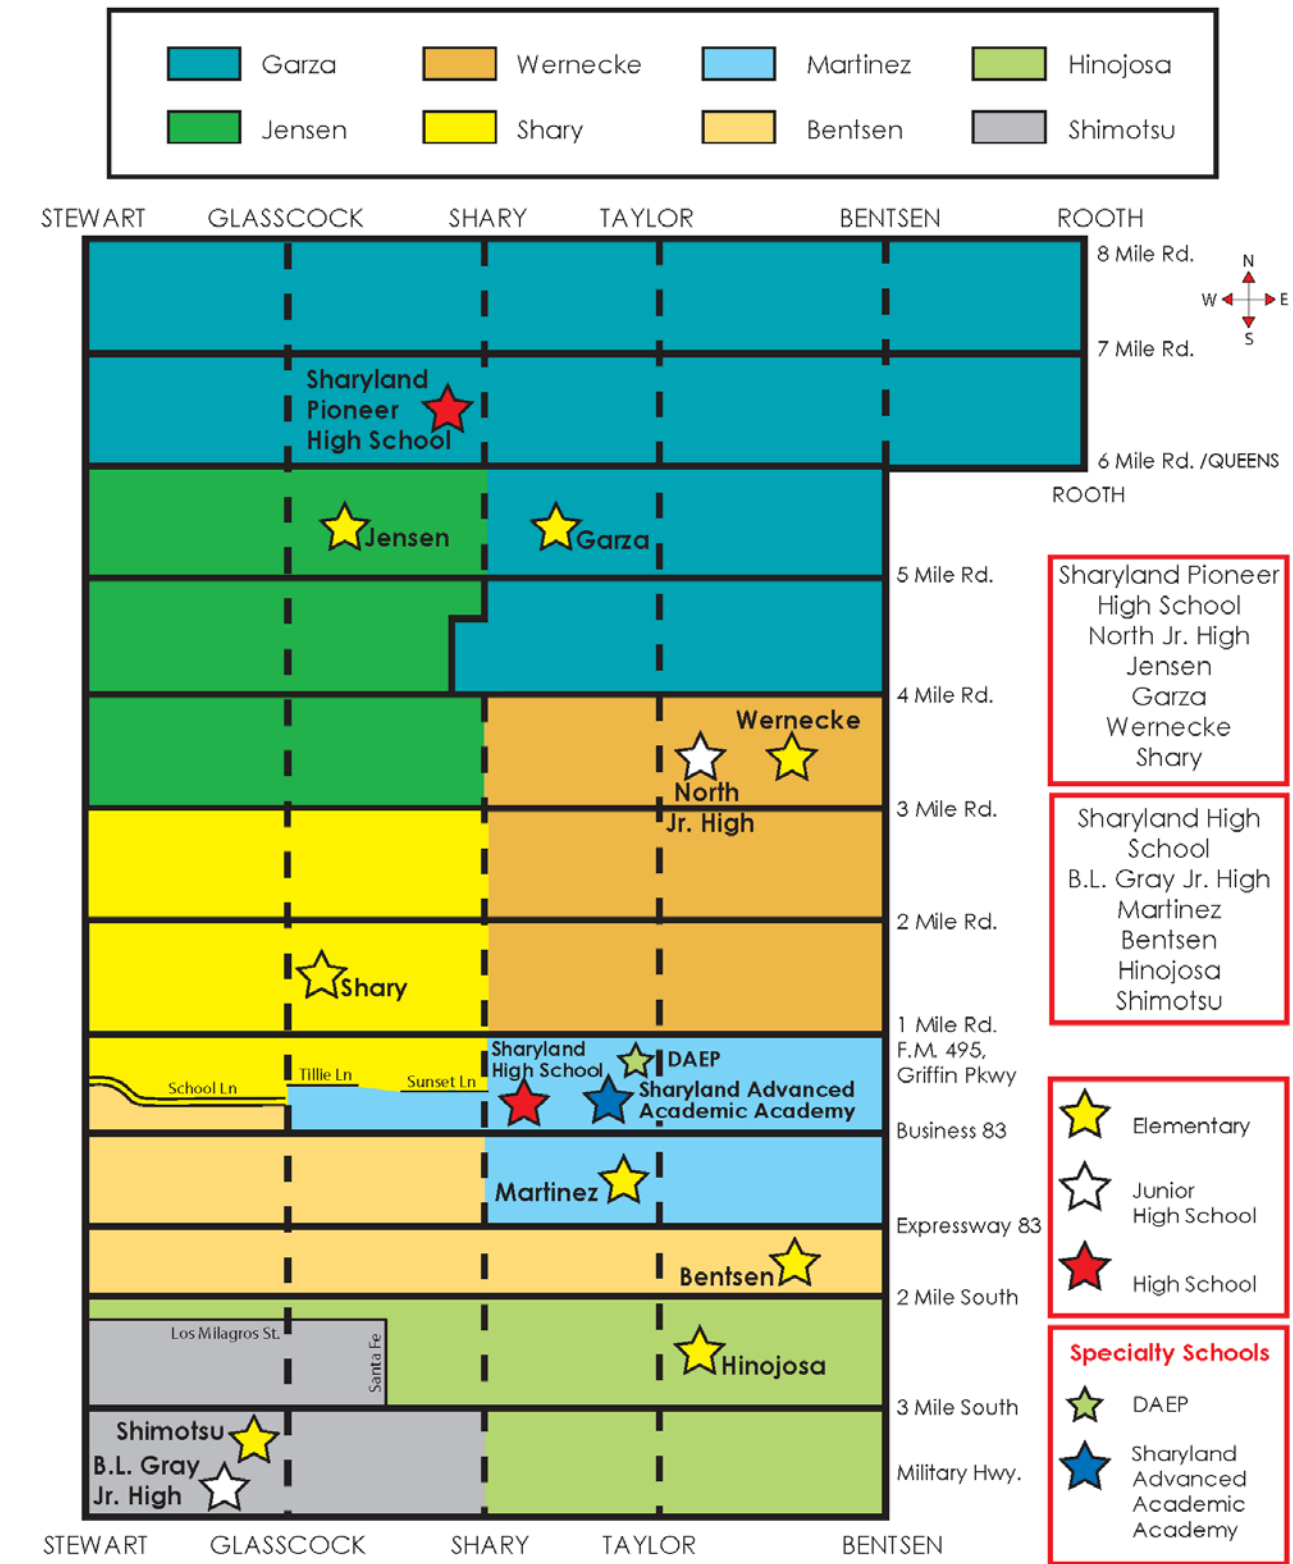 Garza
Wernecke
Martinez
Hinojosa
Jensen
Shary
Bentsen
Shimotsu
STEWART
GLASSCOCK
SHARY
TAYLOR
BENTSEN
ROOTH
8 Mile Rd.
N
W
E
S
7 Mile Rd.
Sharyland
Pioneer
High School
6 Mile Rd. /QUEENS
ROOTH
Jensen
Garza
5 Mile Rd.
4 Mile Rd.
Wernecke
North
Jr. High
3 Mile Rd.
2 Mile Rd.
Shary
1 Mile Rd.
F.M. 495,
Griffin Pkwy
Sharyland
High School
DAEP
Sharyland Advanced
Academic Academy
School Ln
Tillie Ln
Sunset Ln
Business 83
Martinez
Expressway 83
Bentsen
2 Mile South
Los Milagros St.
Santa Fe
Hinojosa
3 Mile South
Shimotsu
B.L. Gray
Jr. High
Military Hwy.
STEWART
GLASSCOCK
SHARY
TAYLOR
BENTSEN
Sharyland Pioneer
High School
North Jr. High
Jensen
Garza
Wernecke
Shary
Sharyland High
School
B.L. Gray Jr. High
Martinez
Bentsen
Hinojosa
Shimotsu
Elementary
Junior
High School
High School
Specialty Schools
DAEP
Sharyland
Advanced
Academic
Academy